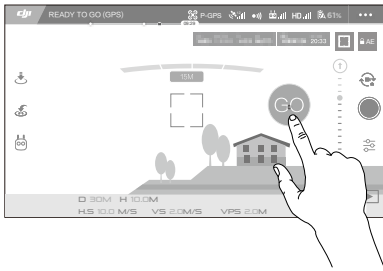 dji READY TO GO (GPS) P-GPS HD 61%
20:33 AE
15M
GO
D 30M H 10.0M
H.S 10.0 M/S VS 2.0M/S VPS 2.0M